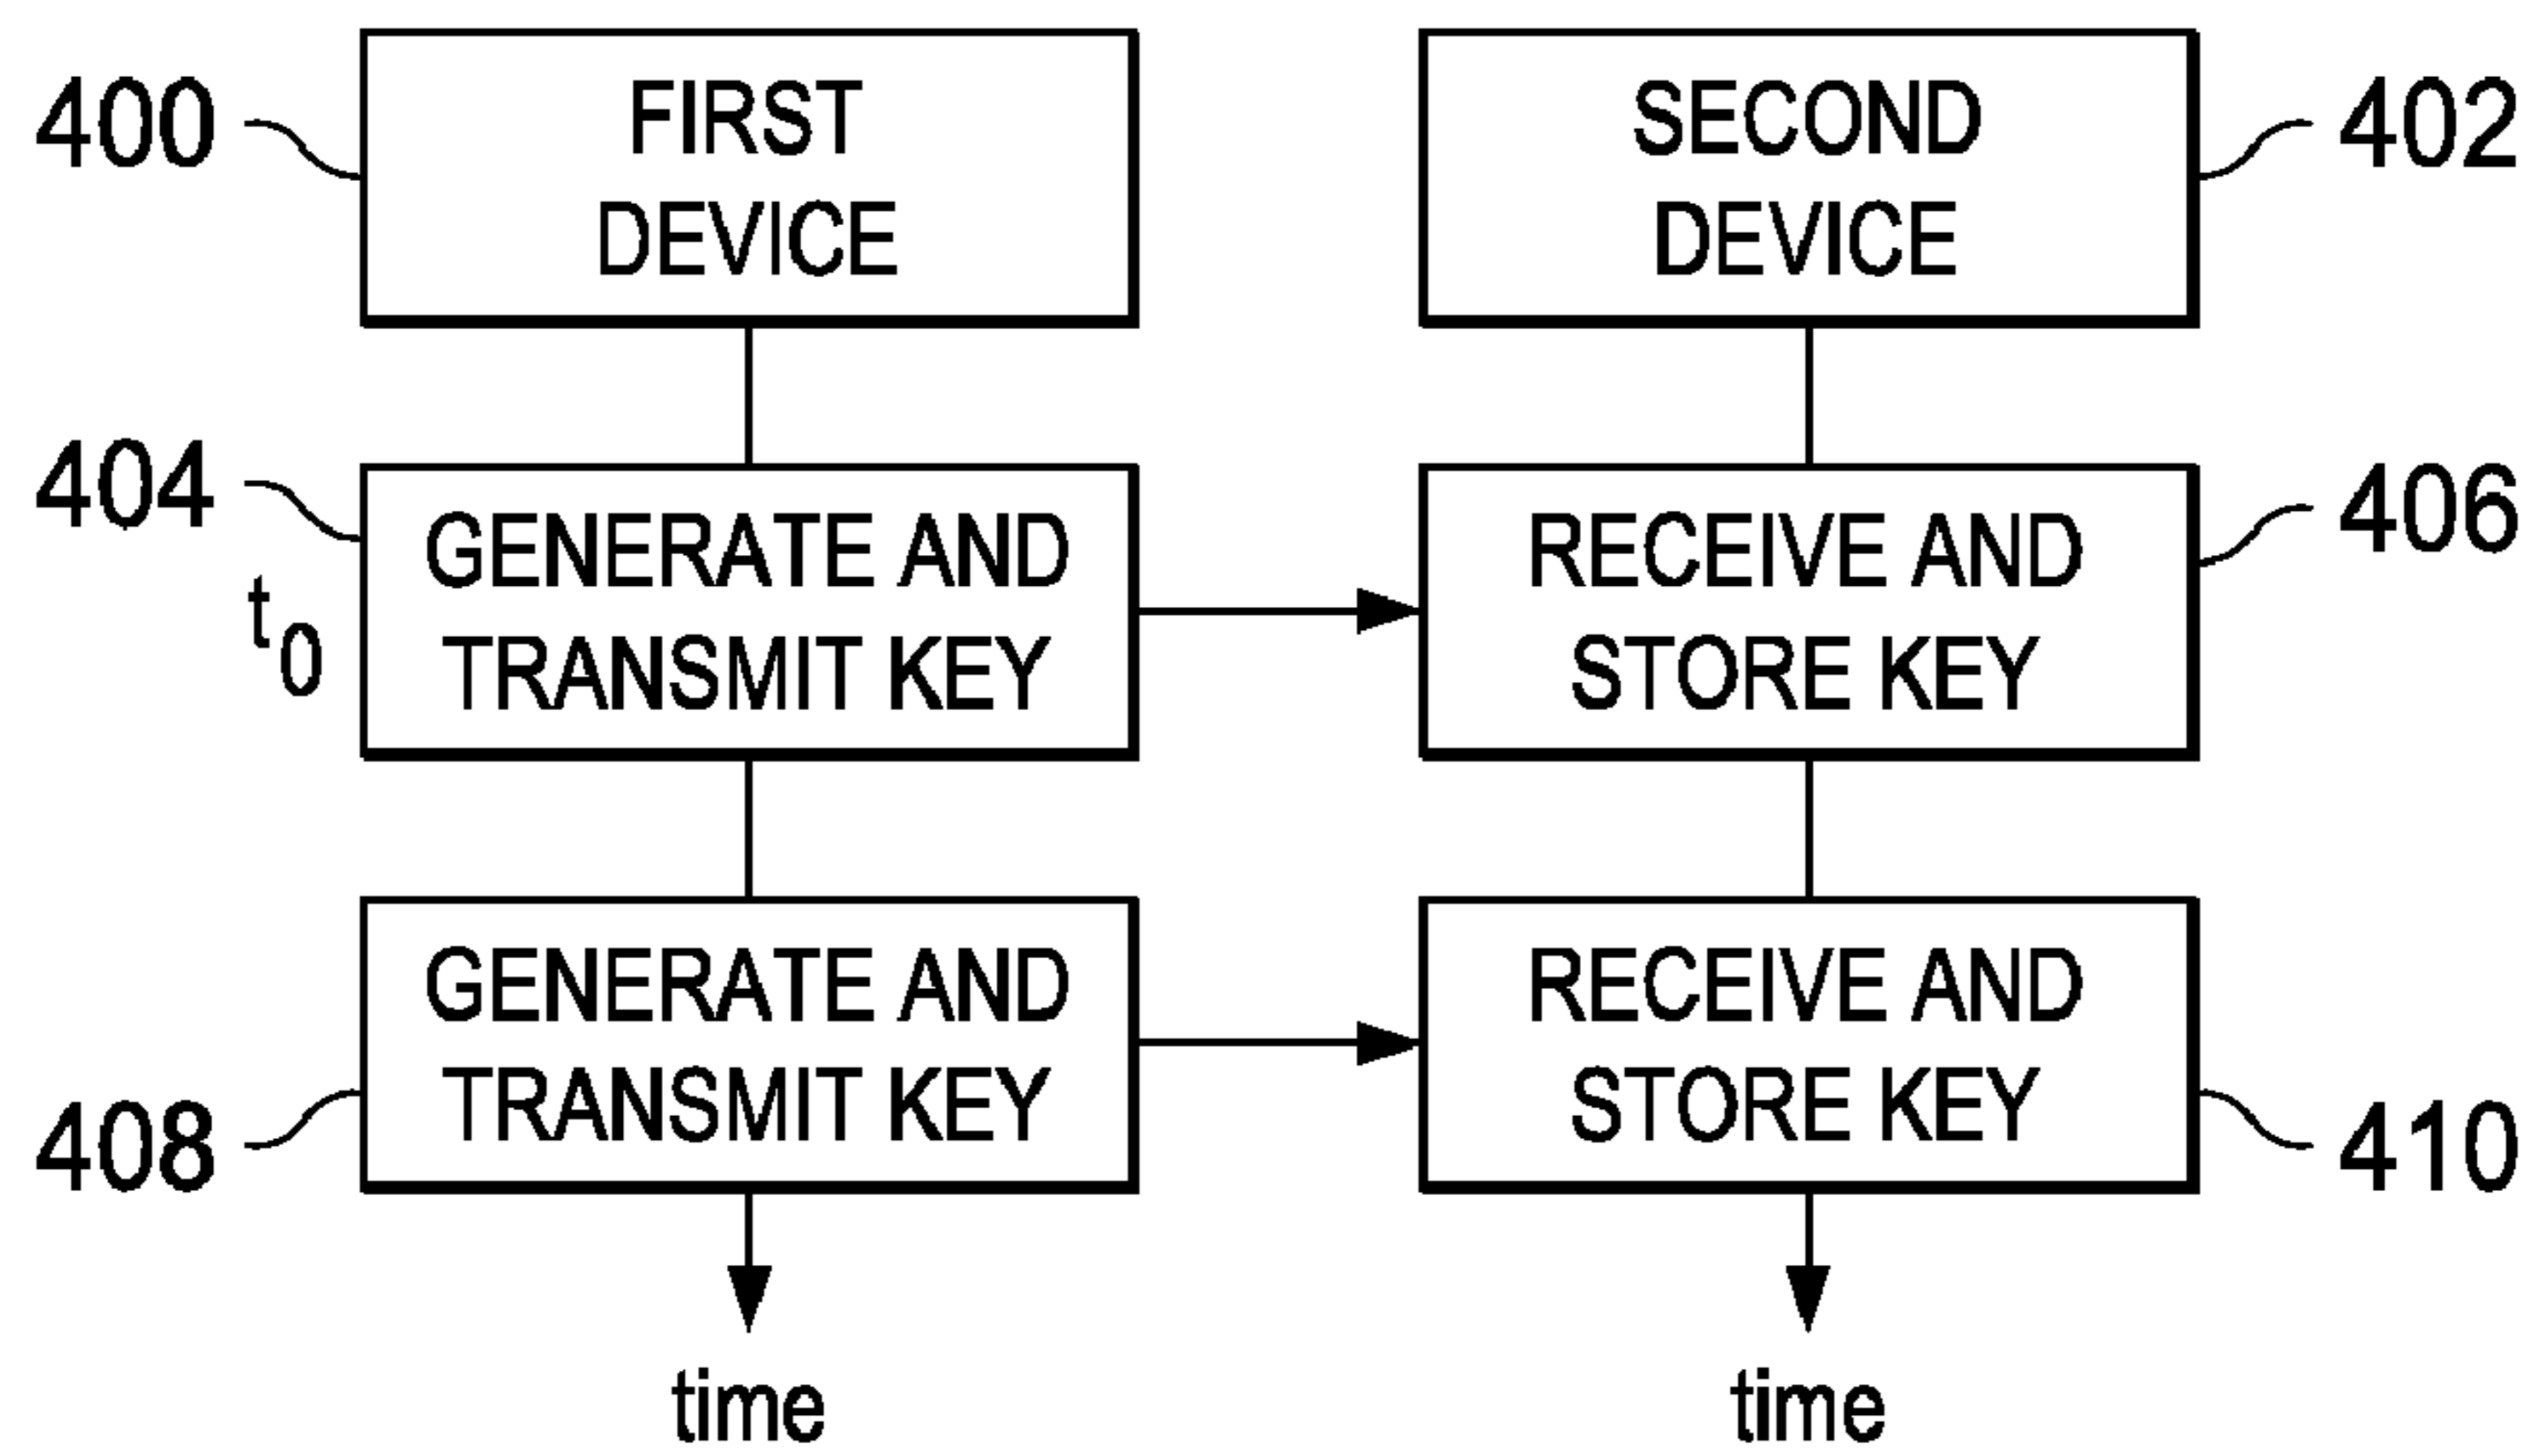 400
FIRST
DEVICE
SECOND
DEVICE
402
404
t0
GENERATE AND
TRANSMIT KEY
RECEIVE AND
STORE KEY
406
408
GENERATE AND
TRANSMIT KEY
RECEIVE AND
STORE KEY
410
time
time